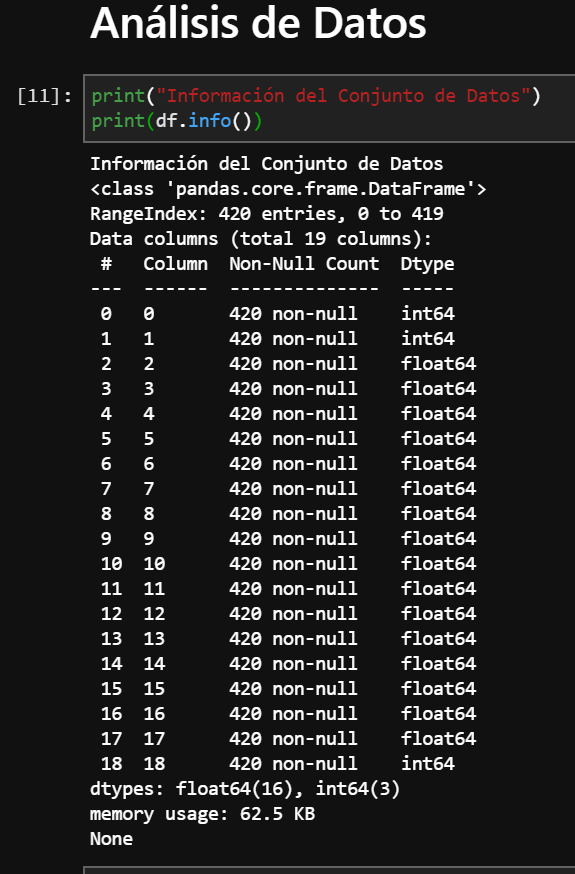 Análisis de Datos
[11]: print("Información del Conjunto de Datos")
print(df.info())
Información del Conjunto de Datos
<class 'pandas.core.frame.DataFrame'>
RangeIndex: 420 entries, 0 to 419
Data columns (total 19 columns):
 #   Column  Non-Null Count  Dtype
---  ------  --------------  -----
 0   0       420 non-null    int64
 1   1       420 non-null    int64
 2   2       420 non-null    float64
 3   3       420 non-null    float64
 4   4       420 non-null    float64
 5   5       420 non-null    float64
 6   6       420 non-null    float64
 7   7       420 non-null    float64
 8   8       420 non-null    float64
 9   9       420 non-null    float64
 10  10      420 non-null    float64
 11  11      420 non-null    float64
 12  12      420 non-null    float64
 13  13      420 non-null    float64
 14  14      420 non-null    float64
 15  15      420 non-null    float64
 16  16      420 non-null    float64
 17  17      420 non-null    float64
 18  18      420 non-null    int64
dtypes: float64(16), int64(3)
memory usage: 62.5 KB
None